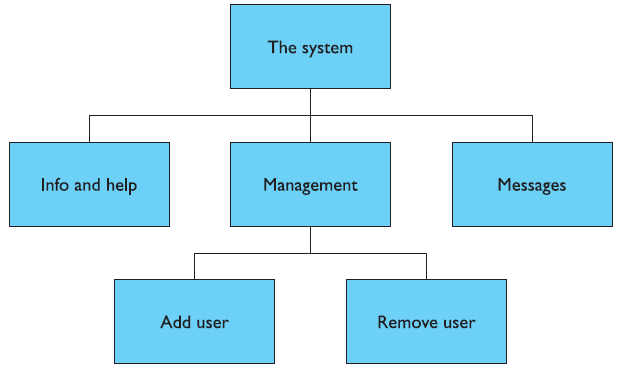 The system
Info and help
Management
Messages
Add user
Remove user